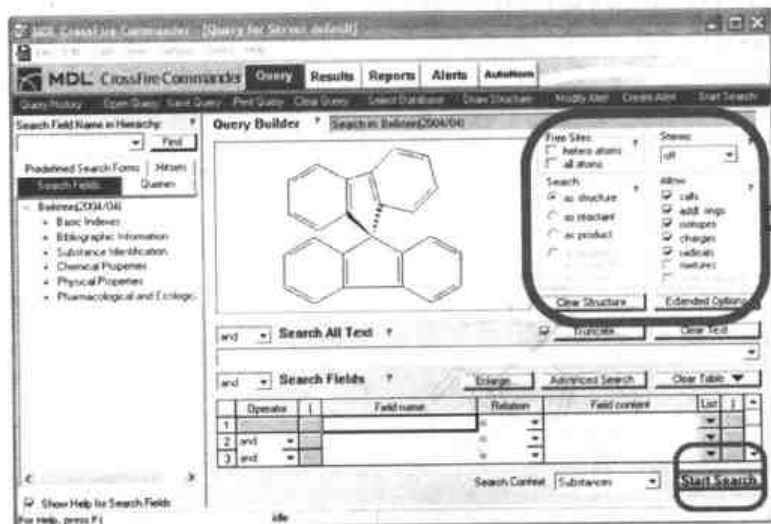 MDL CrossFire Commander - [Query for Server: default]
MDL CrossFire Commander Query Results Reports Alerts AutoNom
Query History Open Query Save Query Print Query Clear Query Select Database Draw Structure Modify Alert Create Alert Start Search
Search Field Name in Hierarchy: ?
Find
Predefined Search Forms Hitsets
Search Fields Queries
Beilstein(2004/04)
Basic Indexes
Bibliographic Information
Substance Identification
Chemical Properties
Physical Properties
Pharmacological and Ecologic
Show Help for Search Fields
Query Builder ? Search in: Beilstein(2004/04)
Free Sites: ?
hetero atoms
all atoms
Stereo: ?
off
Search ?
as structure
as reactant
as product
Allow ?
salts
addl. rings
isotopes
charges
radicals
mixtures
Clear Structure Extended Options
and Search All Text ? Truncate Clear Text
and Search Fields ? Enlarge Advanced Search Clear Table
Operator ( Field name Relation Field content List )
1 =
2 and =
3 and =
Search Context Substances Start Search
For Help, press F1 idle